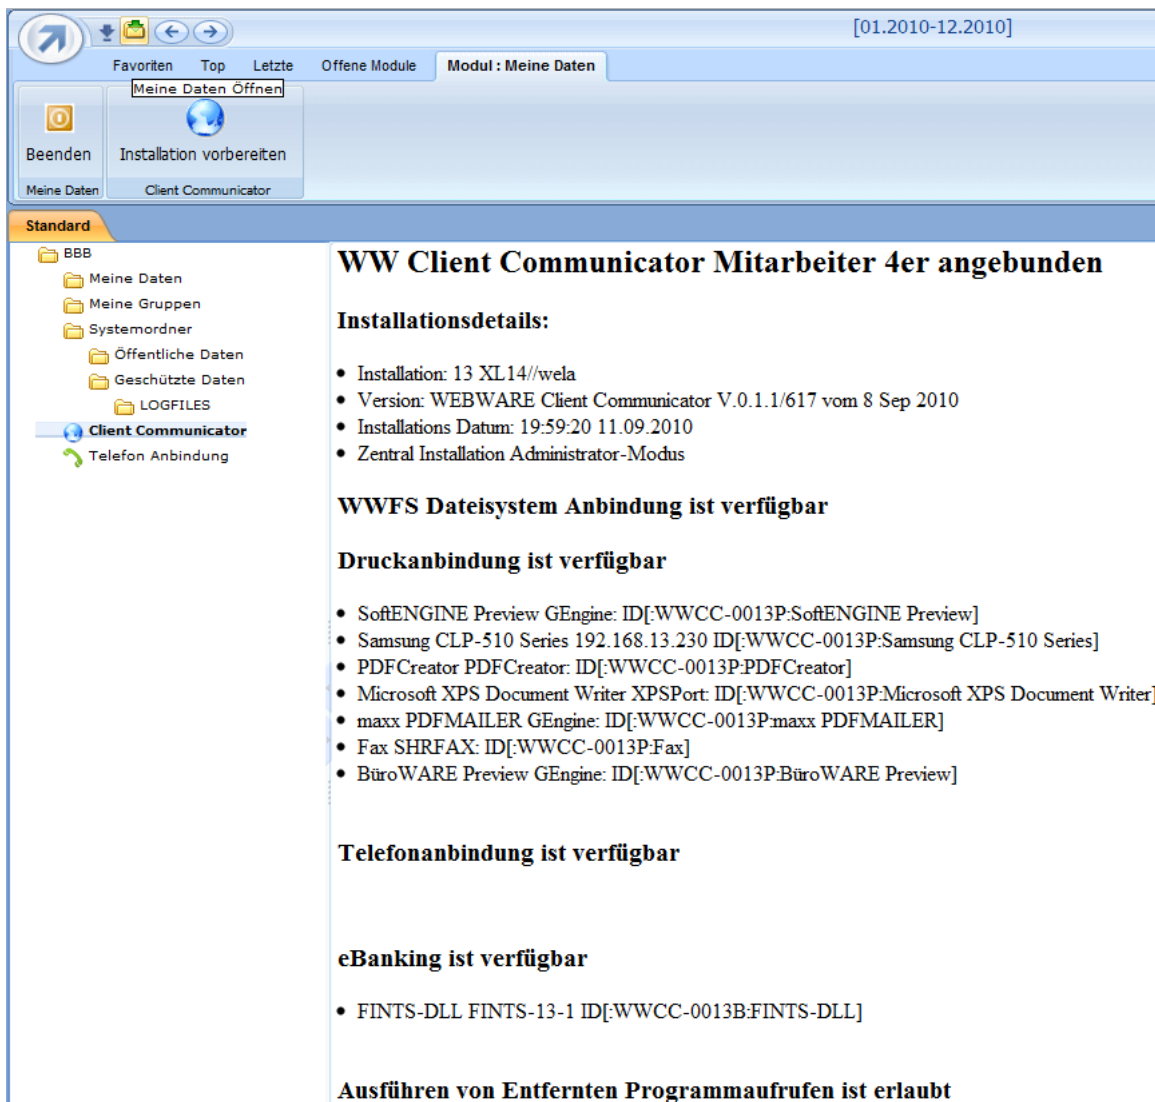 [01.2010-12.2010]
Favoriten Top Letzte Offene Module Modul : Meine Daten
Meine Daten Öffnen
Beenden Installation vorbereiten
Meine Daten Client Communicator
Standard
BBB
Meine Daten
Meine Gruppen
Systemordner
Öffentliche Daten
Geschützte Daten
LOGFILES
Client Communicator
Telefon Anbindung
WW Client Communicator Mitarbeiter 4er angebunden
Installationsdetails:
Installation: 13 XL14//wela
Version: WEBWARE Client Communicator V.0.1.1/617 vom 8 Sep 2010
Installations Datum: 19:59:20 11.09.2010
Zentral Installation Administrator-Modus
WWFS Dateisystem Anbindung ist verfügbar
Druckanbindung ist verfügbar
SoftENGINE Preview GEngine: ID[:WWCC-0013P:SoftENGINE Preview]
Samsung CLP-510 Series 192.168.13.230 ID[:WWCC-0013P:Samsung CLP-510 Series]
PDFCreator PDFCreator: ID[:WWCC-0013P:PDFCreator]
Microsoft XPS Document Writer XPSPort: ID[:WWCC-0013P:Microsoft XPS Document Writer]
maxx PDFMAILER GEngine: ID[:WWCC-0013P:maxx PDFMAILER]
Fax SHRFAX: ID[:WWCC-0013P:Fax]
BüroWARE Preview GEngine: ID[:WWCC-0013P:BüroWARE Preview]
Telefonanbindung ist verfügbar
eBanking ist verfügbar
FINTS-DLL FINTS-13-1 ID[:WWCC-0013B:FINTS-DLL]
Ausführen von Entfernten Programmaufrufen ist erlaubt